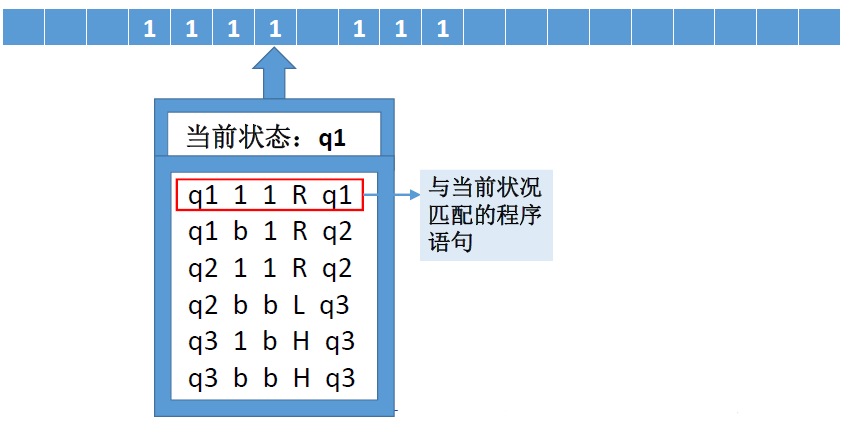 1 1 1 1 1 1 1
当前状态：q1
q1 1 1 R q1
q1 b 1 R q2
q2 1 1 R q2
q2 b b L q3
q3 1 b H q3
q3 b b H q3
与当前状况
匹配的程序
语句